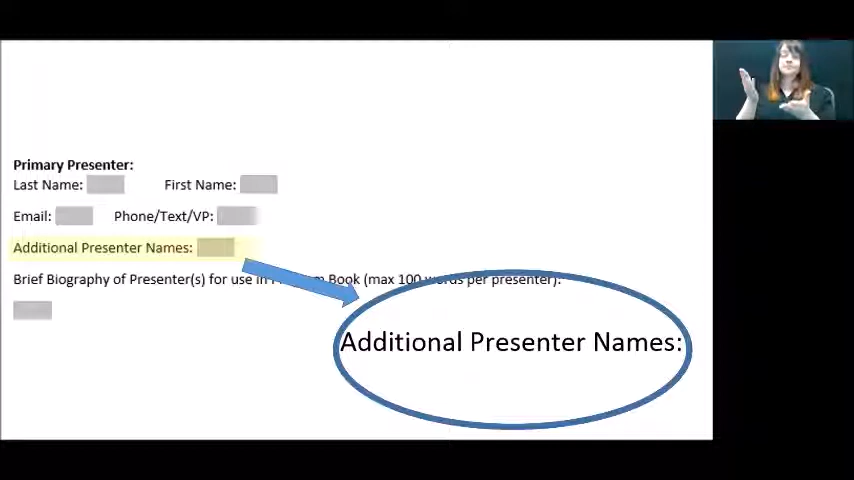 Primary Presenter:
Last Name: First Name:
Email: Phone/Text/VP:
Additional Presenter Names:
Brief Biography of Presenter(s) for use in Book (max 100 words per presenter):
Additional Presenter Names: